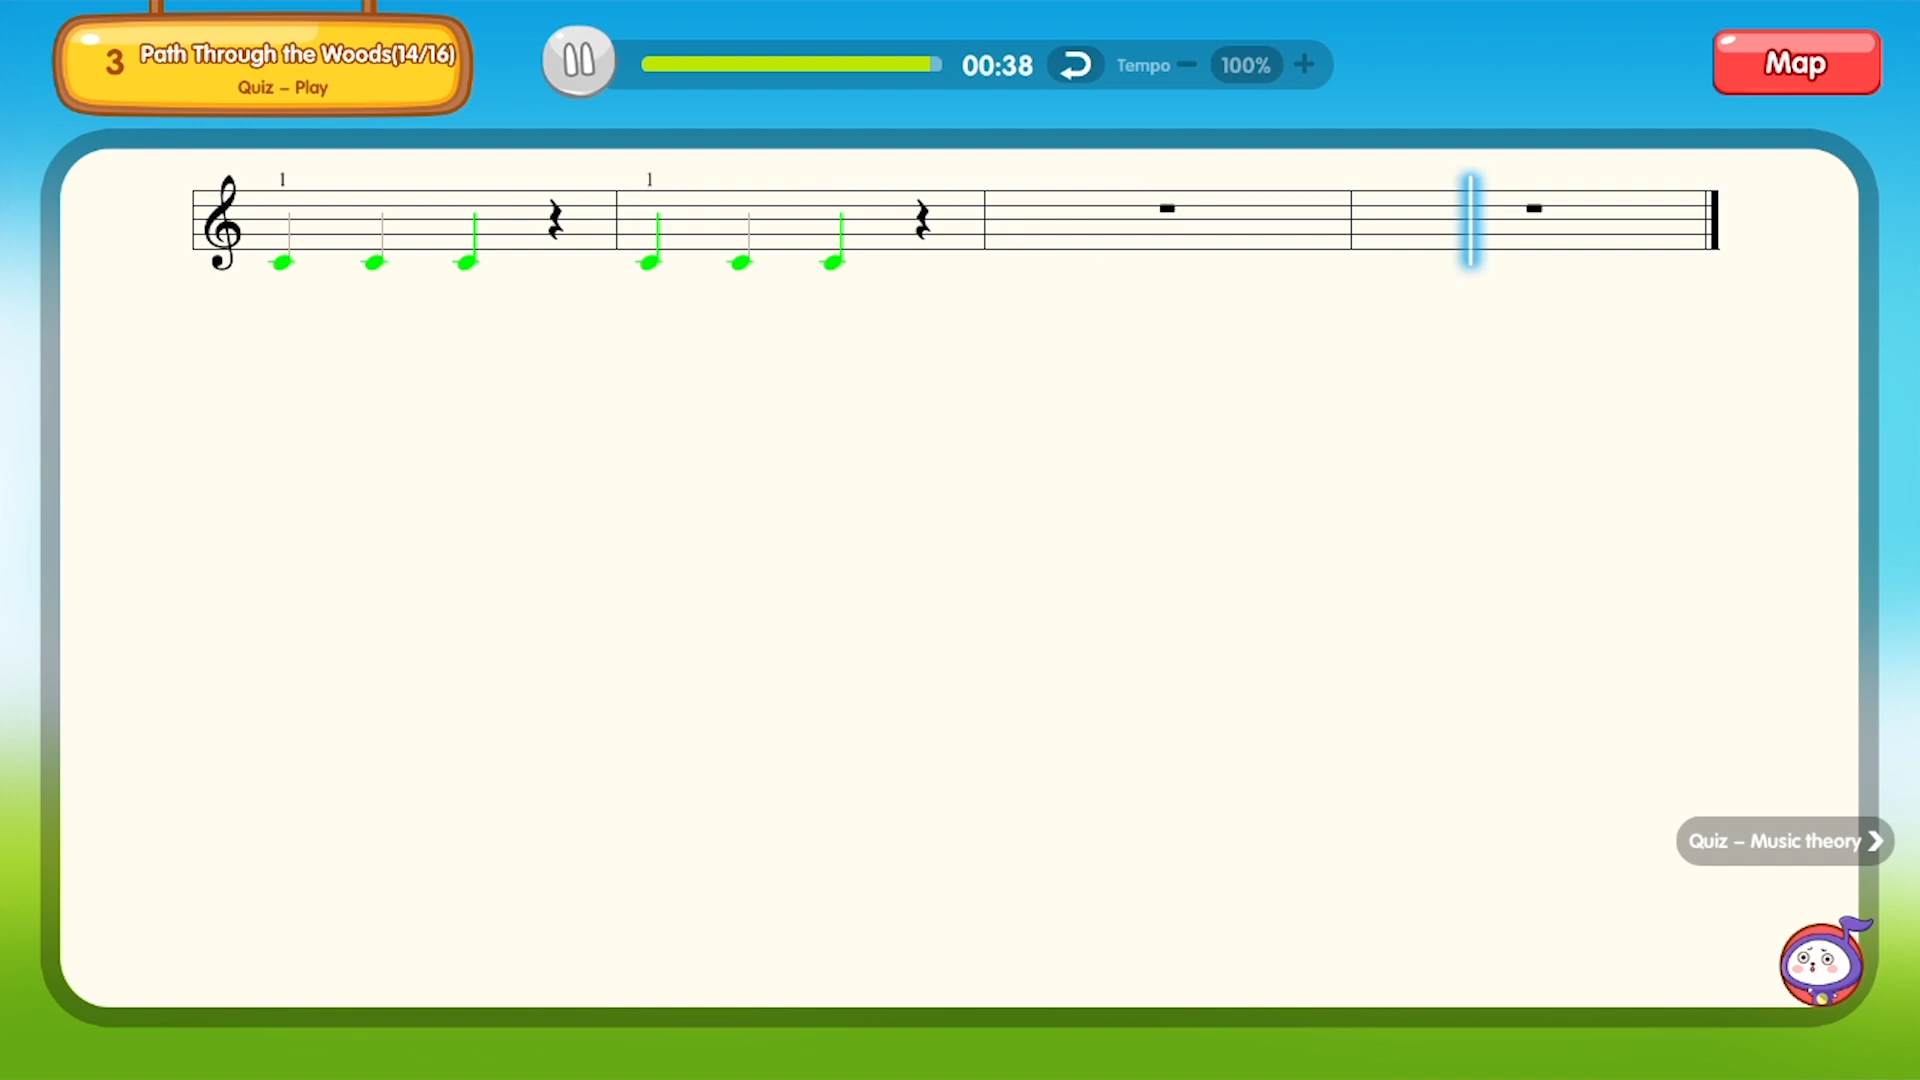 3 Path Through the Woods(14/16)
Quiz – Play
00:38
Tempo
100%
Map
1
1
Quiz – Music theory